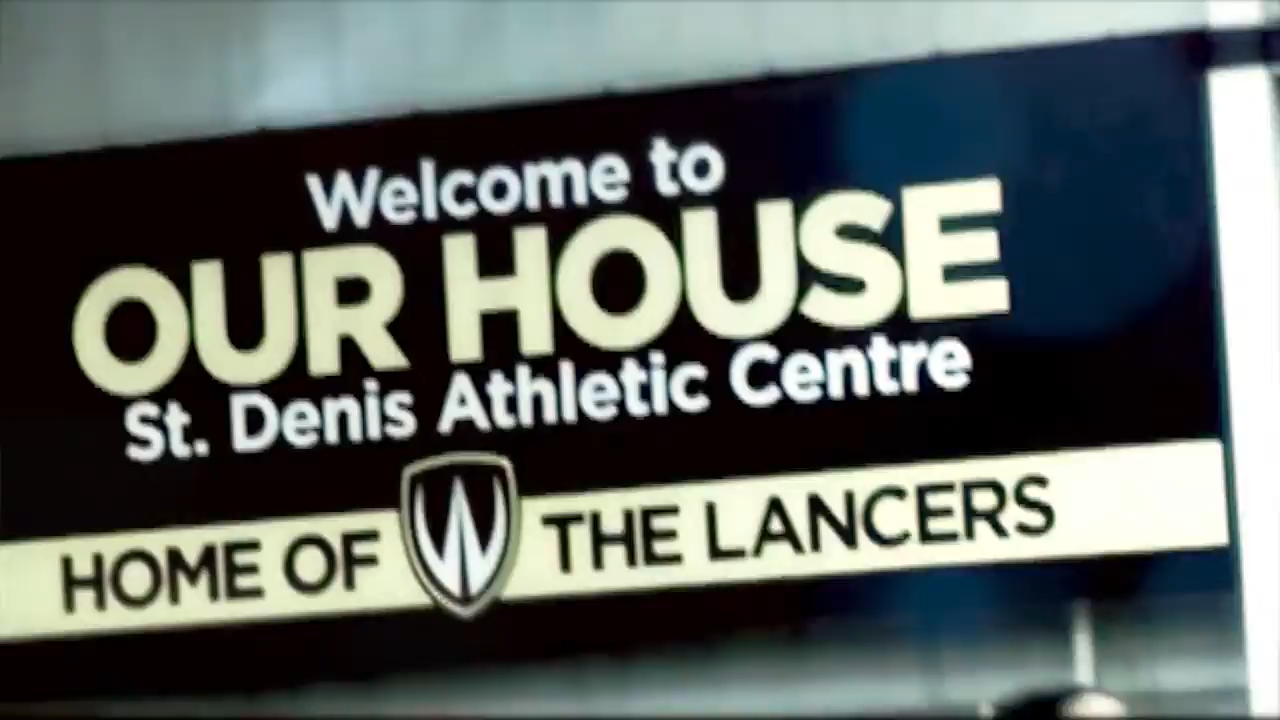 Welcome to
OUR HOUSE
St. Denis Athletic Centre
HOME OF W THE LANCERS